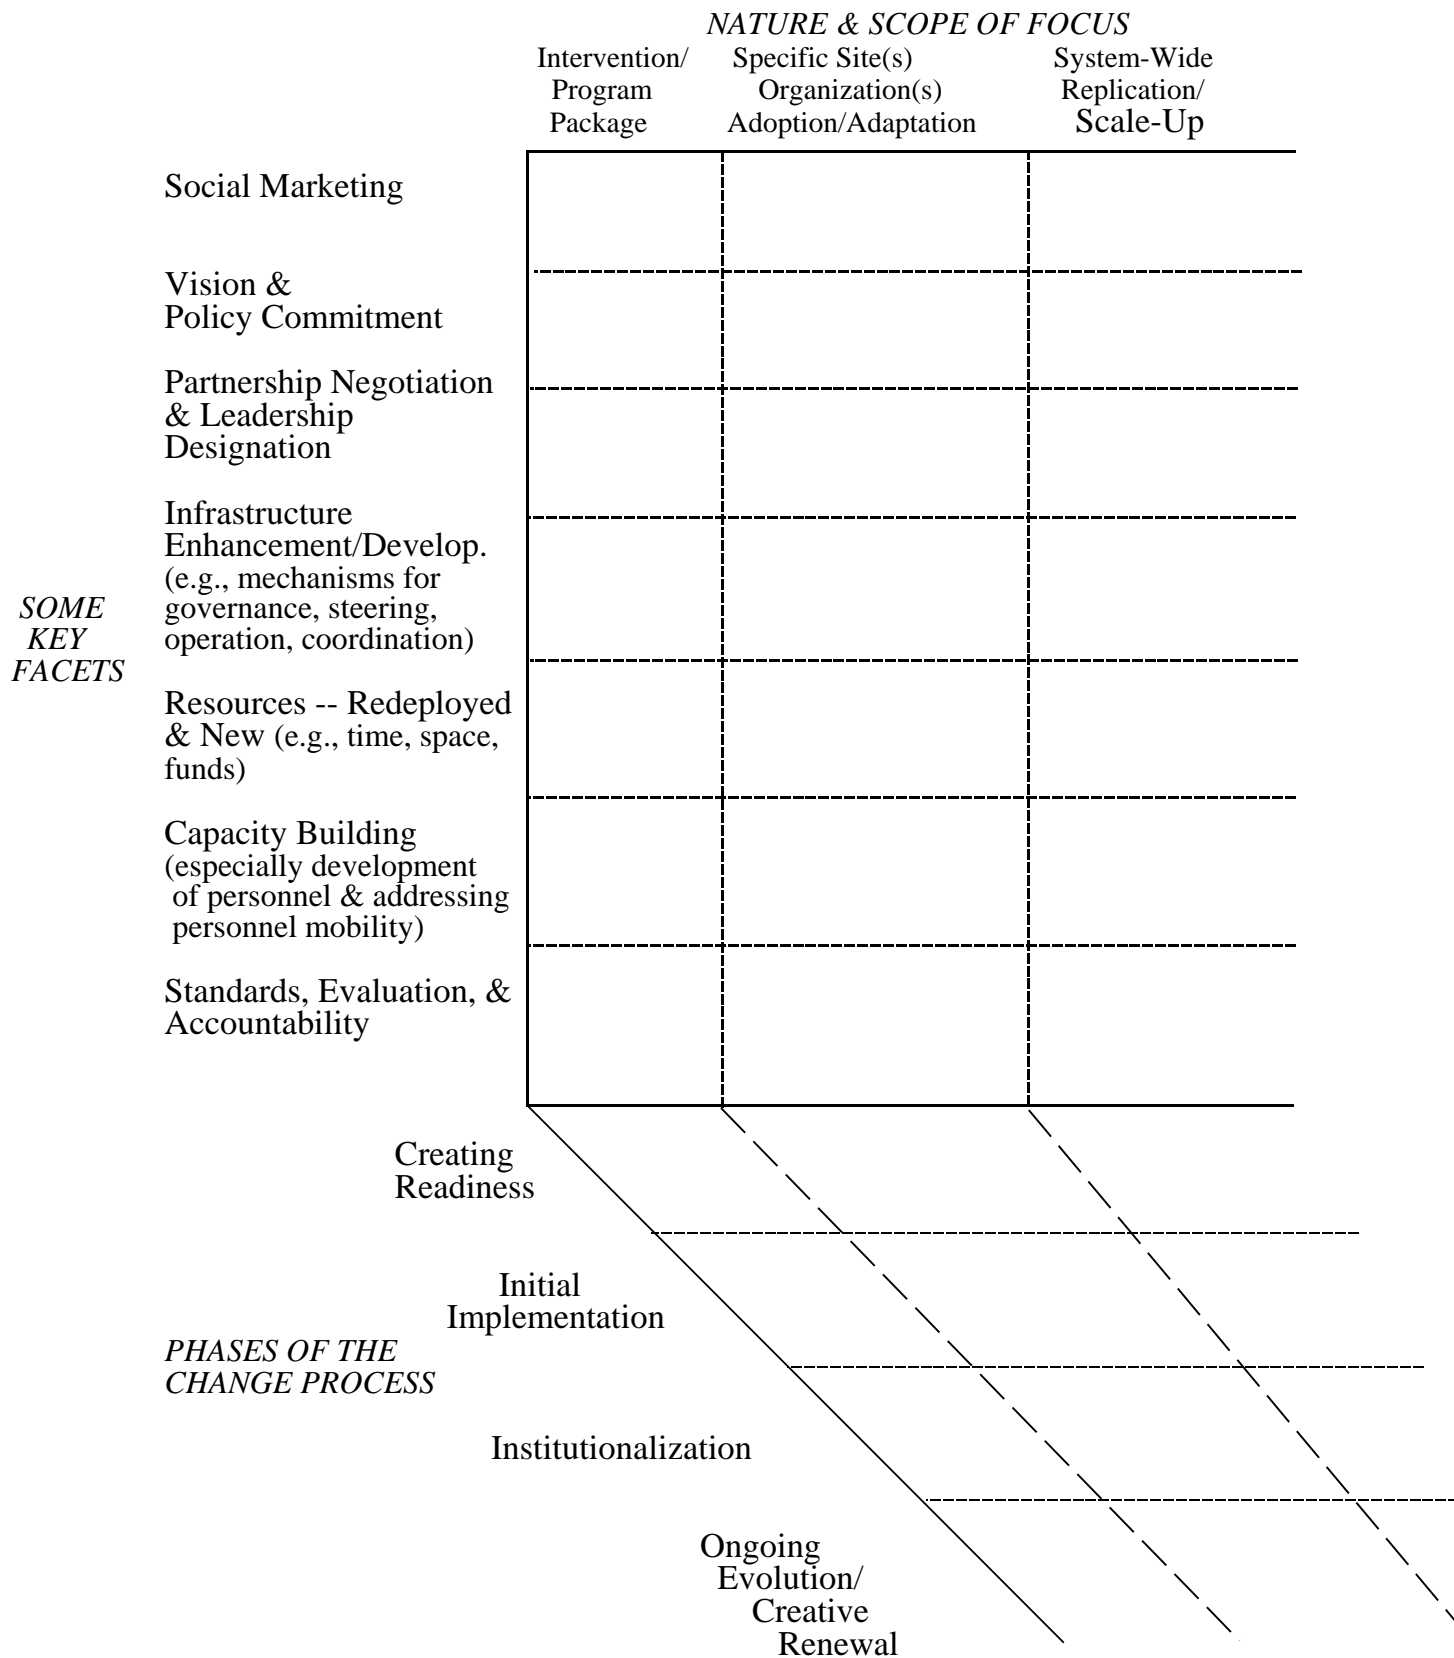 NATURE & SCOPE OF FOCUS
Intervention/
Program
Package
Specific Site(s)
Organization(s)
Adoption/Adaptation
System-Wide
Replication/
Scale-Up
SOME
KEY
FACETS
Social Marketing
Vision &
Policy Commitment
Partnership Negotiation
& Leadership
Designation
Infrastructure
Enhancement/Develop.
(e.g., mechanisms for
governance, steering,
operation, coordination)
Resources -- Redeployed
& New (e.g., time, space,
funds)
Capacity Building
(especially development
of personnel & addressing
personnel mobility)
Standards, Evaluation, &
Accountability
PHASES OF THE
CHANGE PROCESS
Creating
Readiness
Initial
Implementation
Institutionalization
Ongoing
Evolution/
Creative
Renewal